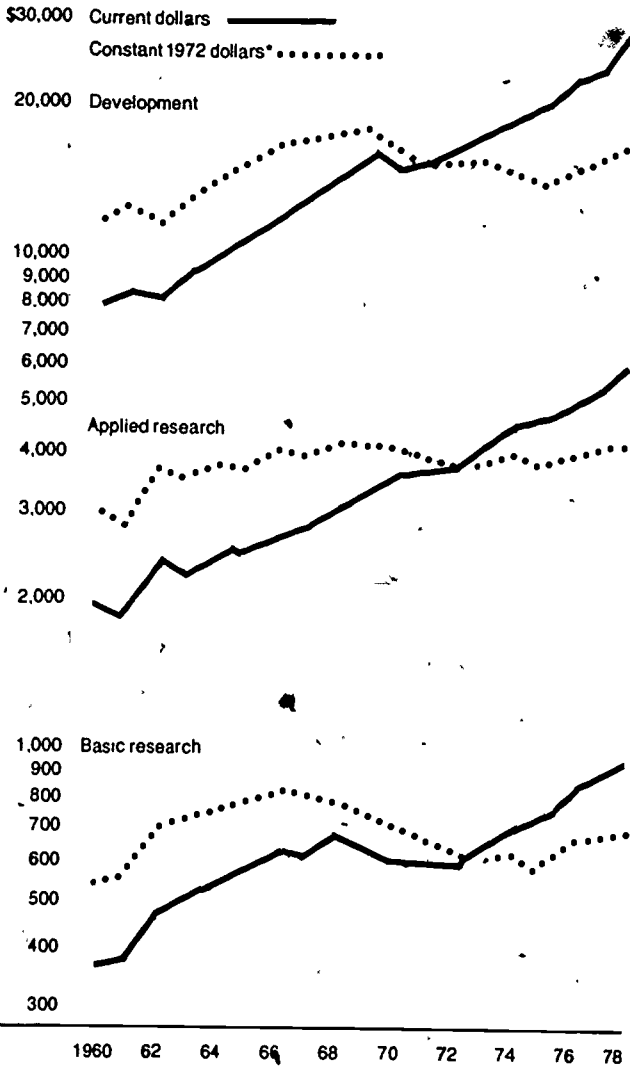 $30,000 Current dollars
Constant 1972 dollars*
20,000 Development
10,000
9,000
8,000
7,000
6,000
5,000
Applied research
4,000
3,000
2,000
1,000 Basic research
900
800
700
600
500
400
300
1960 62 64 66 68 70 72 74 76 78